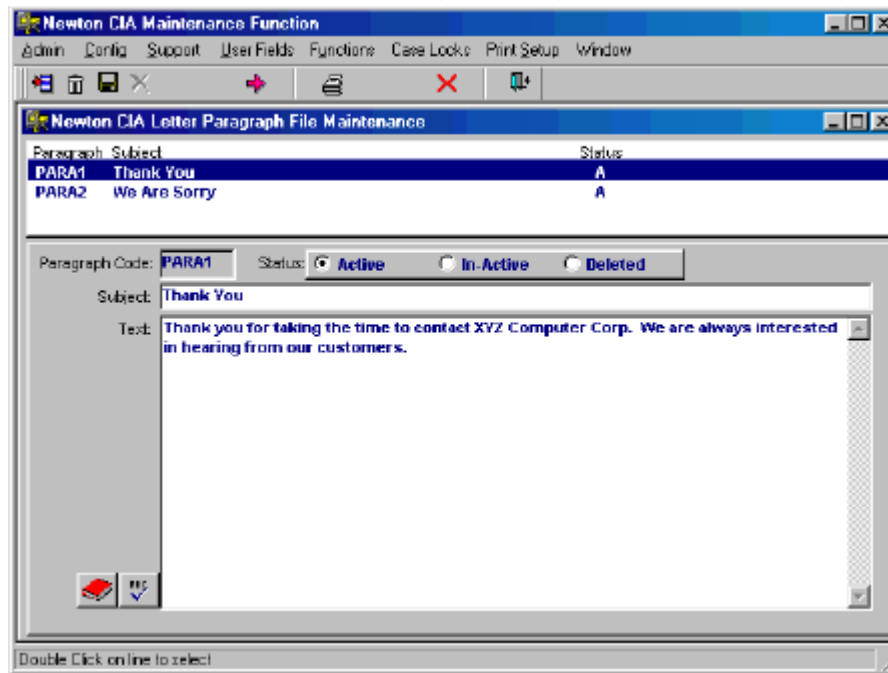 Newton CIA Maintenance Function
Admin Config Support User Fields Functions Case Locks Print Setup Window
Newton CIA Letter Paragraph File Maintenance
Paragraph Subject Status
PARA1 Thank You A
PARA2 We Are Sorry A
Paragraph Code: PARA1 Status: Active In-Active Deleted
Subject: Thank You
Text: Thank you for taking the time to contact XYZ Computer Corp. We are always interested
in hearing from our customers.
Double Click on line to select